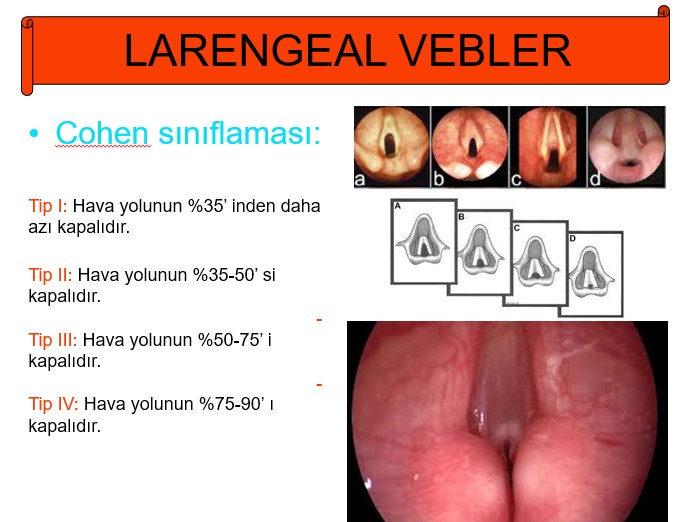 LARENGEAL VEBLER
• Cohen sınıflaması:
Tip I: Hava yolunun %35’ inden daha
azı kapalıdır.
Tip II: Hava yolunun %35-50’ si
kapalıdır.
-
Tip III: Hava yolunun %50-75’ i
kapalıdır.
-
Tip IV: Hava yolunun %75-90’ ı
kapalıdır.
a b c d
A
B
C
D